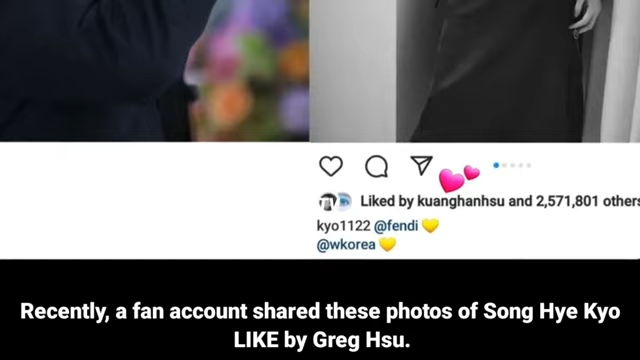 Liked by kuanghanhsu and 2,571,801 others
kyo1122 @fendi 💛
@wkorea 💛
Recently, a fan account shared these photos of Song Hye Kyo
LIKE by Greg Hsu.